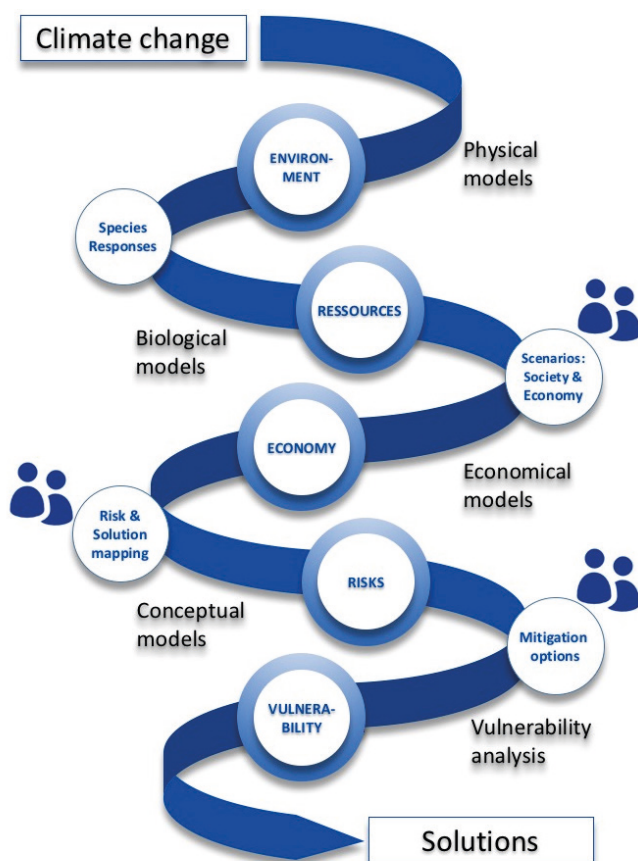 Climate change
ENVIRON-
MENT
Physical
models
Species
Responses
RESSOURCES
Biological
models
Scenarios:
Society &
Economy
ECONOMY
Economical
models
Risk &
Solution
mapping
RISKS
Conceptual
models
Mitigation
options
VULNERA-
BILITY
Vulnerability
analysis
Solutions